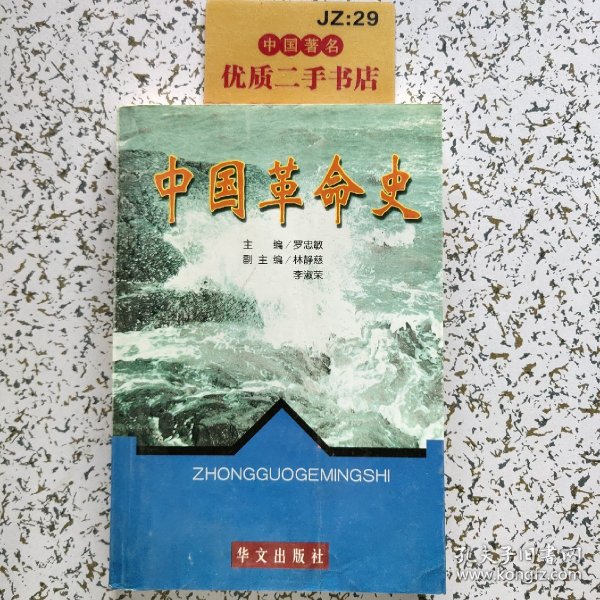 JZ:29
中国著名
优质二手书店
中国革命史
主 编/罗忠敏
副主编/林静慈
李淑荣
ZHONGGUOGEMINGSHI
华文出版社
孔夫子旧书网
www.kongfz.com